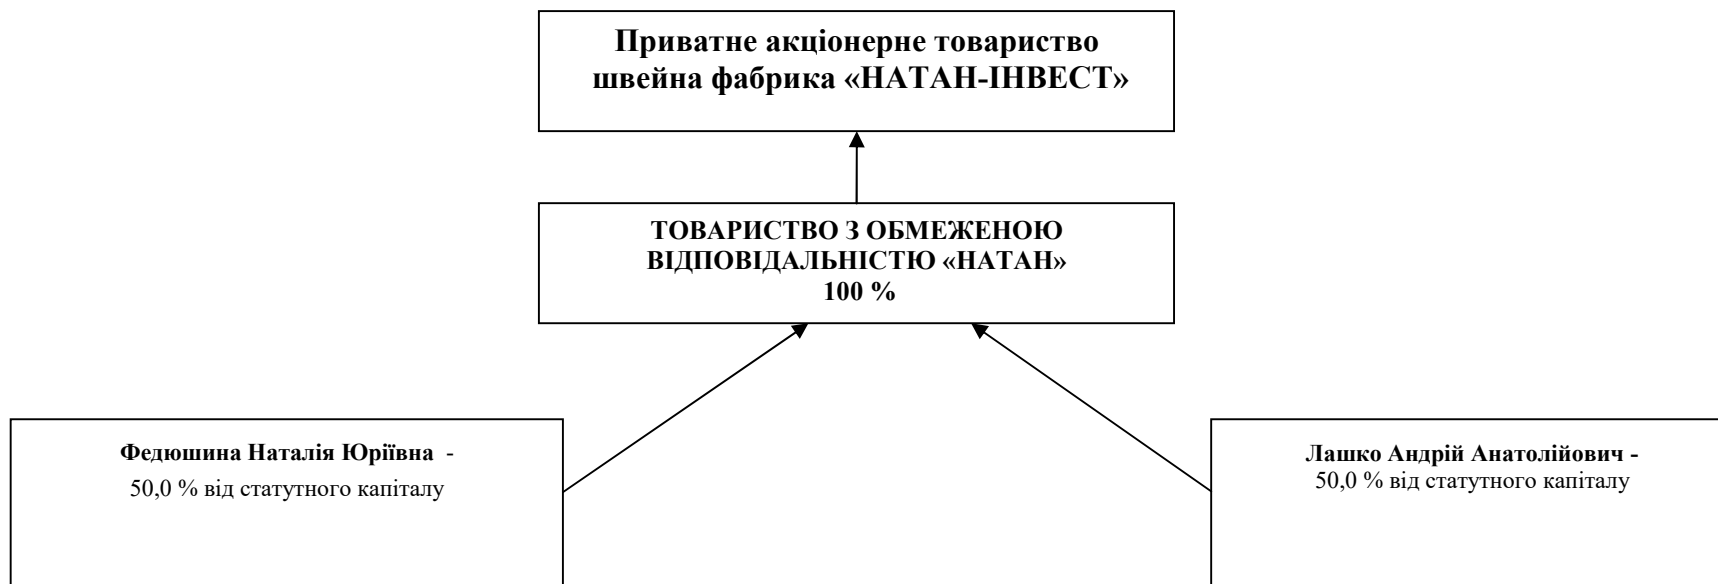 Приватне акціонерне товариство
швейна фабрика «НАТАН-ІНВЕСТ»
ТОВАРИСТВО З ОБМЕЖЕНОЮ
ВІДПОВІДАЛЬНІСТЮ «НАТАН»
100 %
Федюшина Наталія Юріївна -
50,0 % від статутного капіталу
Лашко Андрій Анатолійович -
50,0 % від статутного капіталу